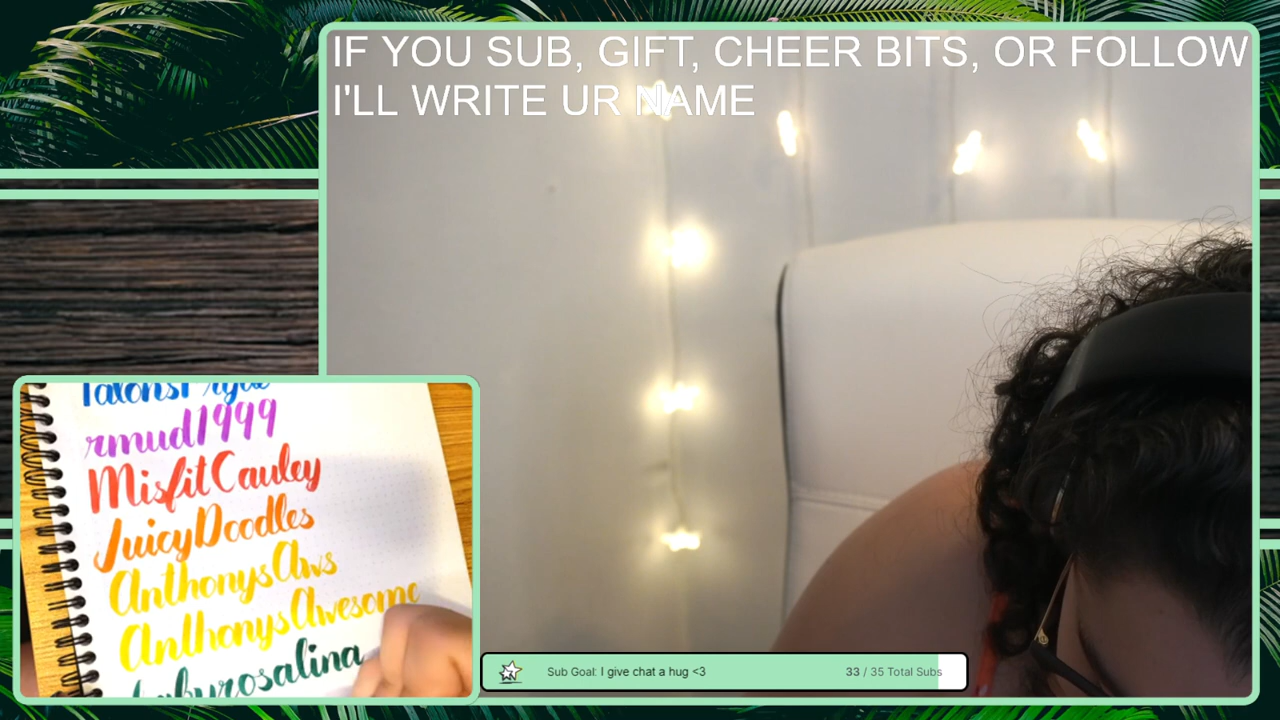 IF YOU SUB, GIFT, CHEER BITS, OR FOLLOW
I'LL WRITE UR NAME
rmud1999
MisfitCauley
JuicyDoodles
AnthonysAws
AnthonysAwesome
Sub Goal: I give chat a hug <3 33 / 35 Total Subs